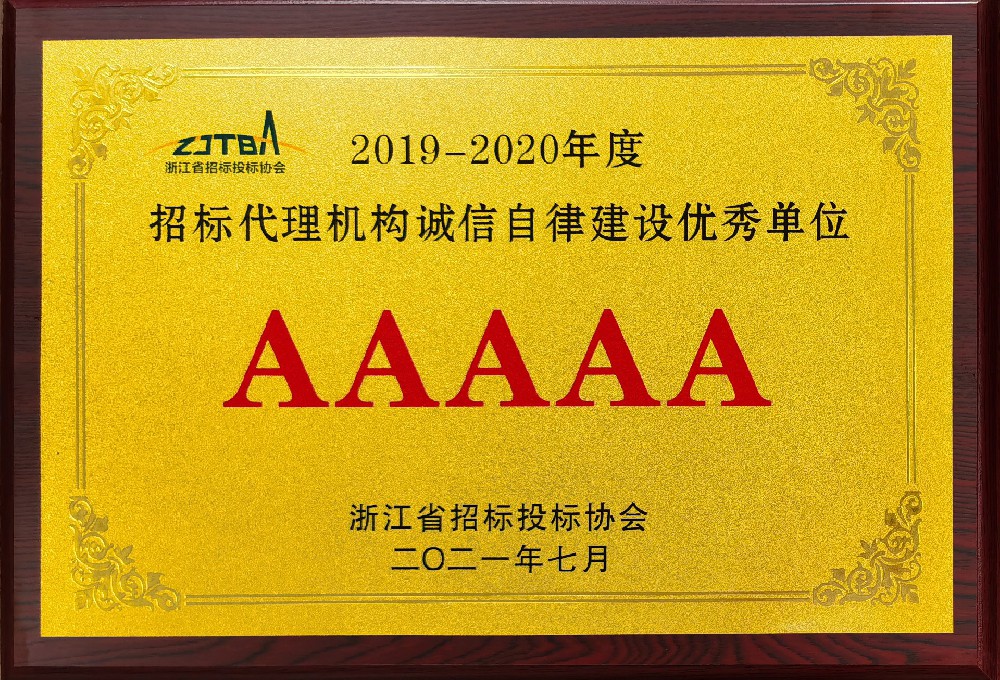 ZJTBA
浙江省招标投标协会
2019-2020年度
招标代理机构诚信自律建设优秀单位
AAAAA
浙江省招标投标协会
二〇二一年七月